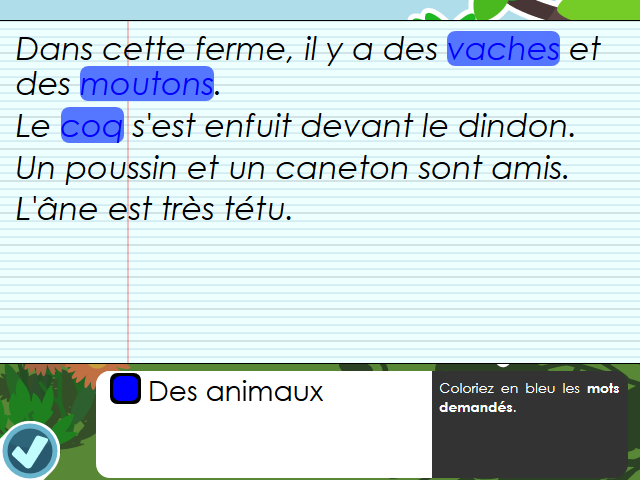 Dans cette ferme, il y a des vaches et
des moutons.
Le coq s'est enfuit devant le dindon.
Un poussin et un caneton sont amis.
L'âne est très tétu.
Des animaux
Coloriez en bleu les mots
demandés.